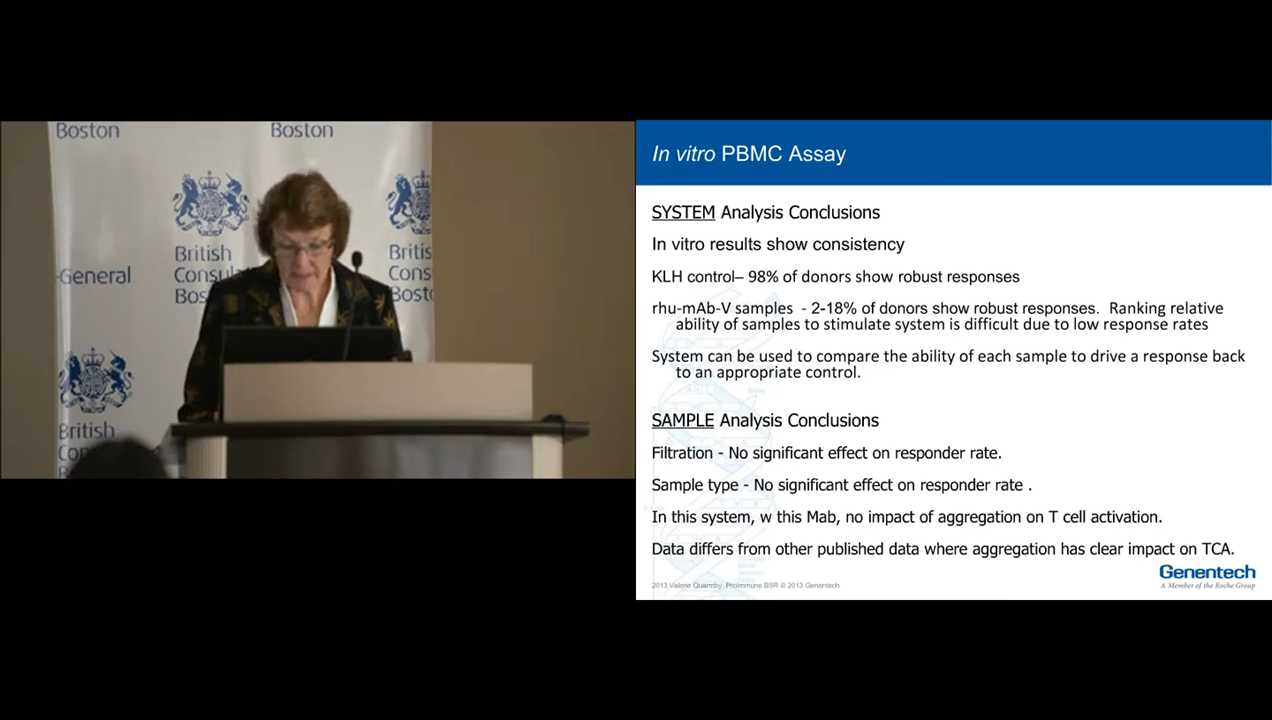 Boston
Boston
-General
British
Consul
Bos
British
Bost
British
Con
In vitro PBMC Assay
SYSTEM Analysis Conclusions
In vitro results show consistency
KLH control– 98% of donors show robust responses
rhu-mAb-V samples - 2-18% of donors show robust responses. Ranking relative
ability of samples to stimulate system is difficult due to low response rates
System can be used to compare the ability of each sample to drive a response back
to an appropriate control.
SAMPLE Analysis Conclusions
Filtration - No significant effect on responder rate.
Sample type - No significant effect on responder rate .
In this system, w this Mab, no impact of aggregation on T cell activation.
Data differs from other published data where aggregation has clear impact on TCA.
Genentech
A Member of the Roche Group
2013 Valerie Quarmby. ProImmune BSR © 2013 Genentech